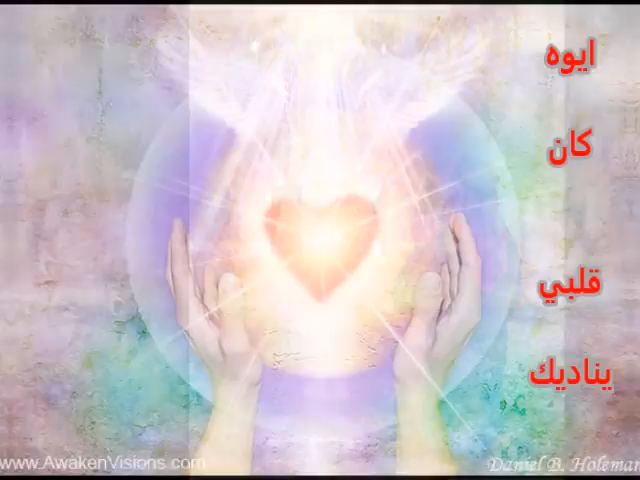 ايوه
كان
قلبي
يناديك
www.AwakenVisions.com
Daniel B. Holeman